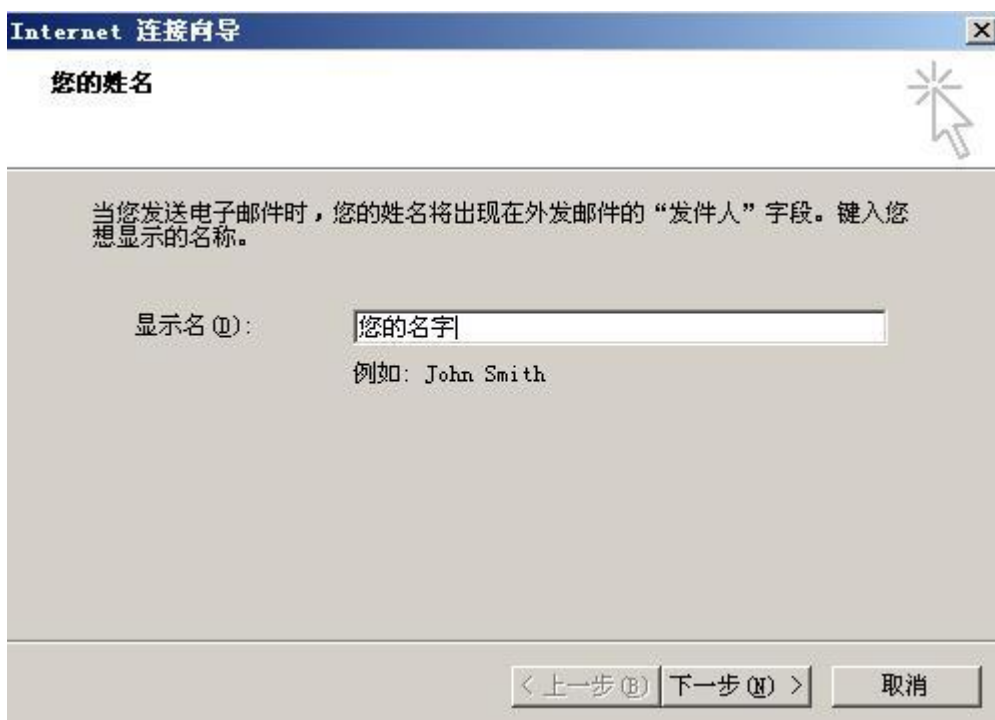 Internet 连接向导
您的姓名
当您发送电子邮件时，您的姓名将出现在外发邮件的“发件人”字段。键入您
想显示的名称。
显示名(D): 您的名字
例如: John Smith
< 上一步(B) 下一步(N) > 取消